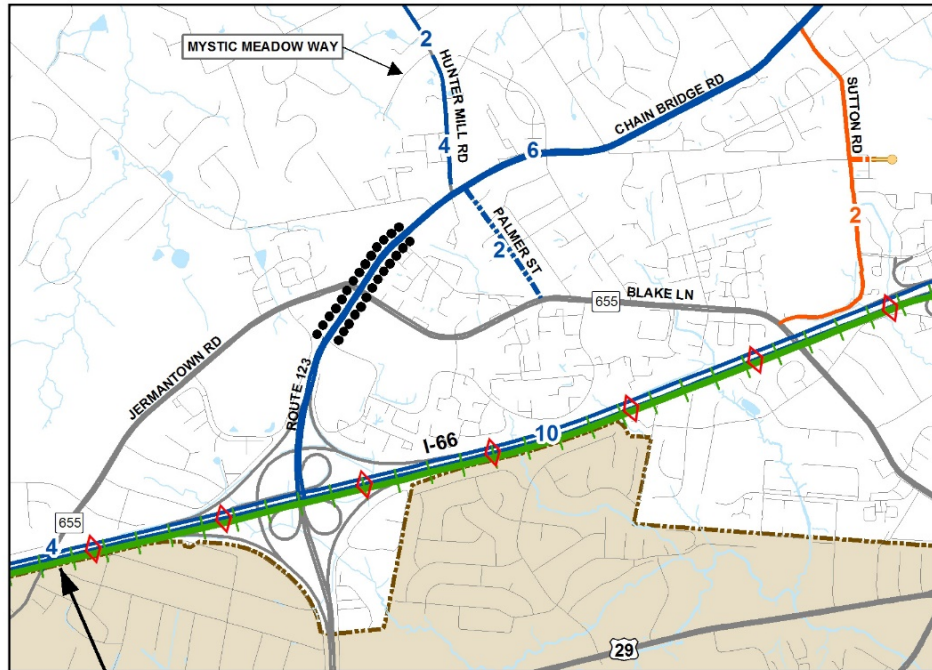 2
MYSTIC MEADOW WAY
HUNTER MILL RD
4
CHAIN BRIDGE RD
6
SUTTON RD
2
PALMER ST
2
655
BLAKE LN
JERMANTOWN RD
ROUTE 123
I-66
10
655
4
29